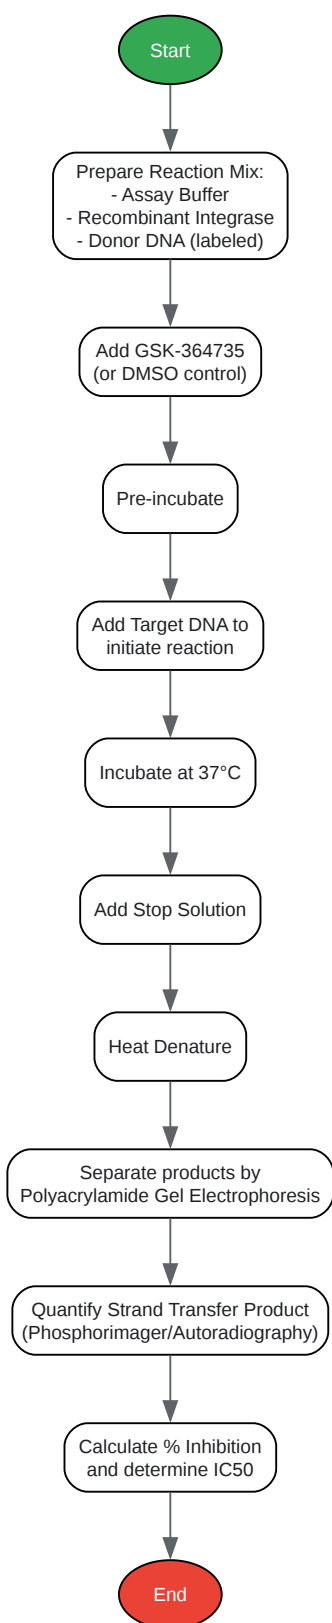 Start
Prepare Reaction Mix:
- Assay Buffer
- Recombinant Integrase
- Donor DNA (labeled)
Add GSK-364735
(or DMSO control)
Pre-incubate
Add Target DNA to
initiate reaction
Incubate at 37°C
Add Stop Solution
Heat Denature
Separate products by
Polyacrylamide Gel Electrophoresis
Quantify Strand Transfer Product
(Phosphorimager/Autoradiography)
Calculate % Inhibition
and determine IC50
End